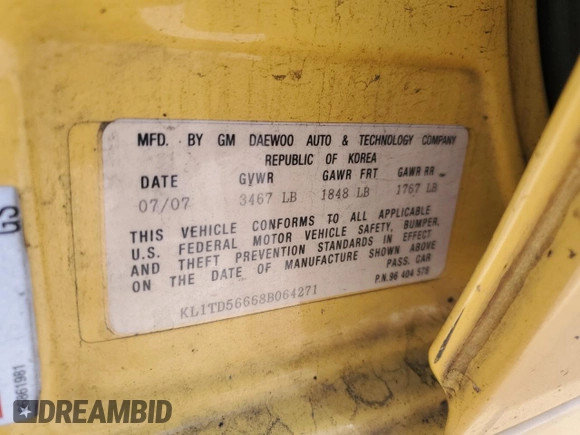 MFD. BY GM DAEWOO AUTO & TECHNOLOGY COMPANY
REPUBLIC OF KOREA
DATE GVWR GAWR FRT GAWR RR
07/07 3467 LB 1848 LB 1767 LB
THIS VEHICLE CONFORMS TO ALL APPLICABLE
U.S. FEDERAL MOTOR VEHICLE SAFETY, BUMPER,
AND THEFT PREVENTION STANDARDS IN EFFECT
ON THE DATE OF MANUFACTURE SHOWN ABOVE
PASS. CAR
P.N.96 404 578
KL1TD56668B064271
661981
DREAMBID